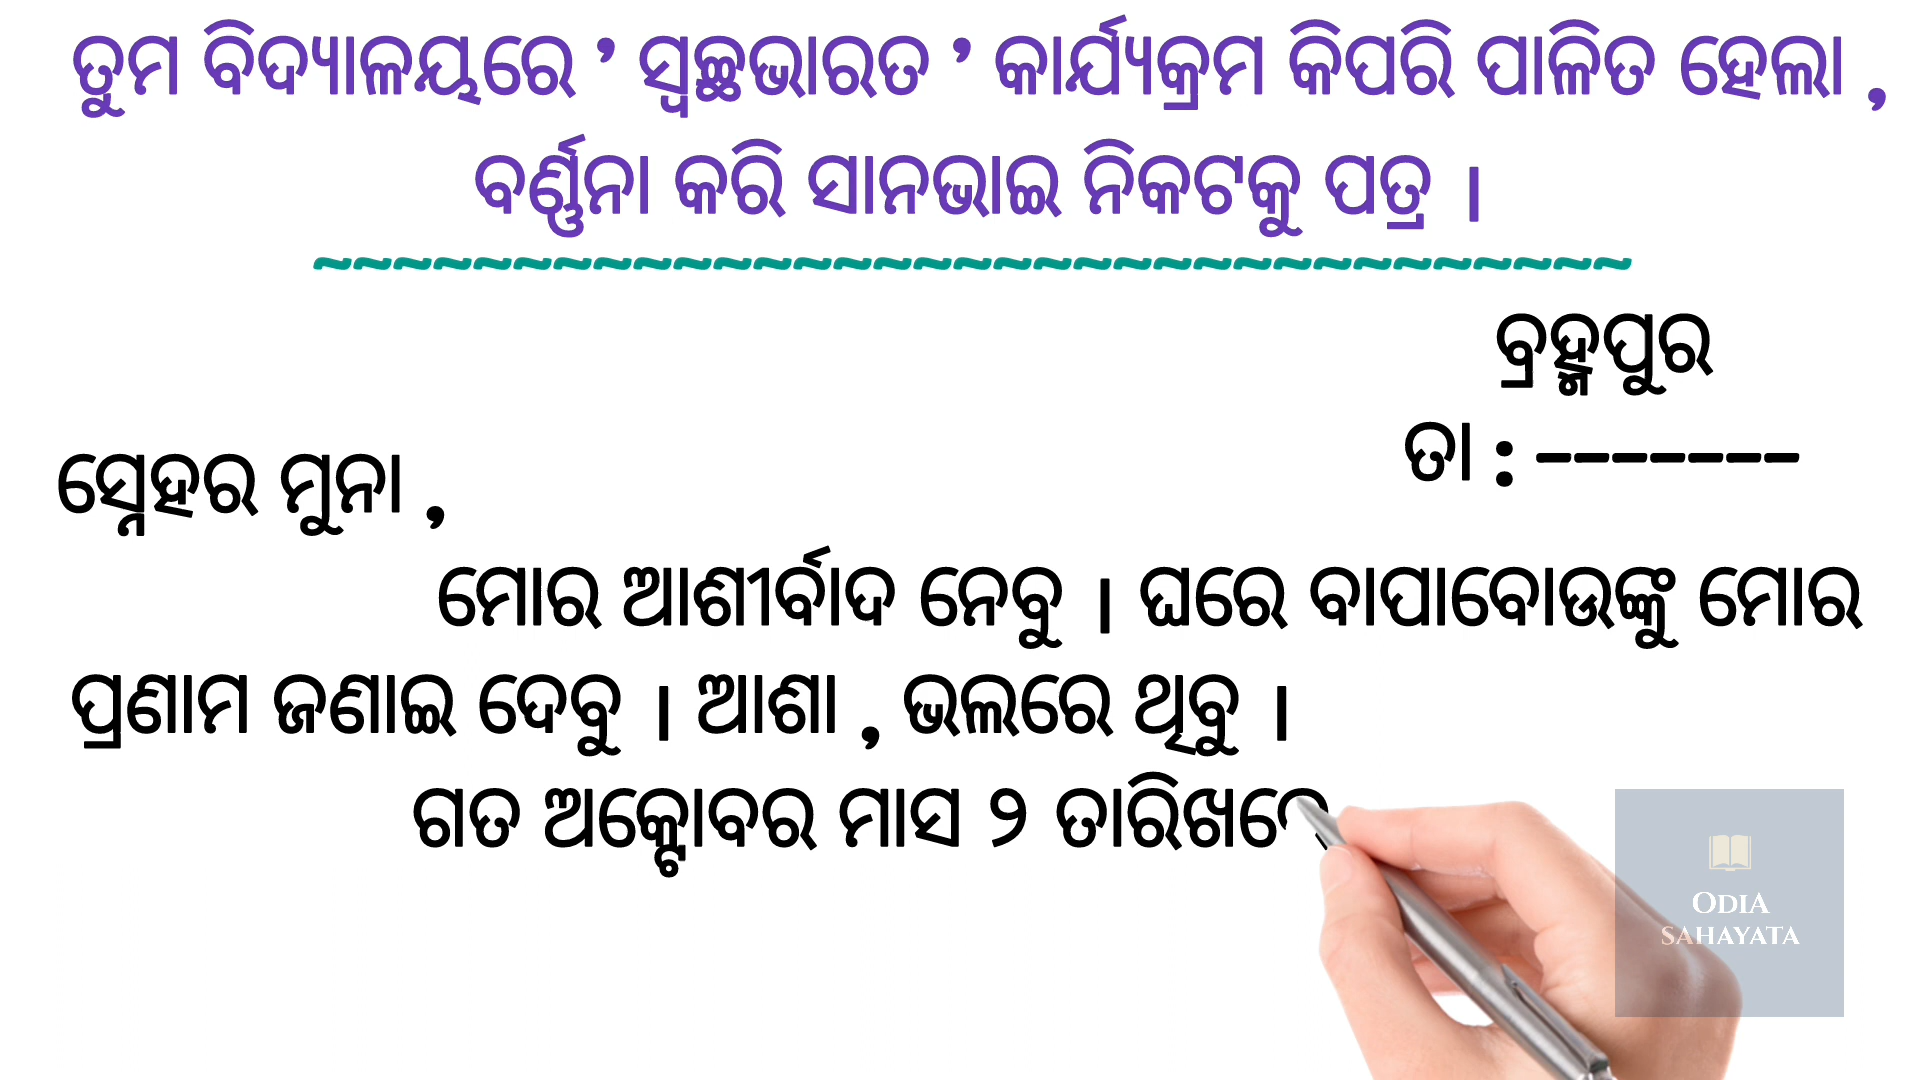 ତୁମ ବିଦ୍ୟାଳୟରେ ’ ସ୍ୱଚ୍ଛଭାରତ ’ କାର୍ଯ୍ୟକ୍ରମ କିପରି ପାଳିତ ହେଲା ,
ବର୍ଣ୍ଣନା କରି ସାନଭାଇ ନିକଟକୁ ପତ୍ର ।
~~~~~~~~~~~~~~~~~~~~~~~~~~~~~~~~~
ବ୍ରହ୍ମପୁର
ତା : -------
ସ୍ନେହର ମୁନା ,
ମୋର ଆଶୀର୍ବାଦ ନେବୁ । ଘରେ ବାପାବୋଉଙ୍କୁ ମୋର
ପ୍ରଣାମ ଜଣାଇ ଦେବୁ । ଆଶା , ଭଲରେ ଥିବୁ ।
ଗତ ଅକ୍ଟୋବର ମାସ ୨ ତାରିଖରେ
ODIA
SAHAYATA